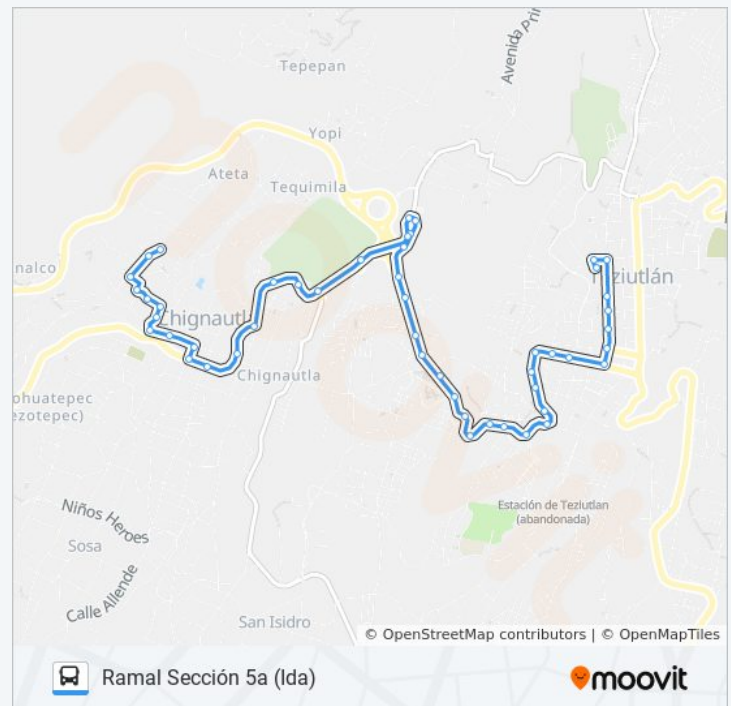 Tepepan
Avenida Pri
Yopi
Ateta
Tequimila
nalco
Teziutlán
Chignautla
Chignautla
ohuatepec
ezotepec)
Estación de Teziutlan
(abandonada)
Niños Heroes
Sosa
Calle Allende
San Isidro
© OpenStreetMap contributors | © OpenMapTiles
Ramal Sección 5a (Ida)
moovit